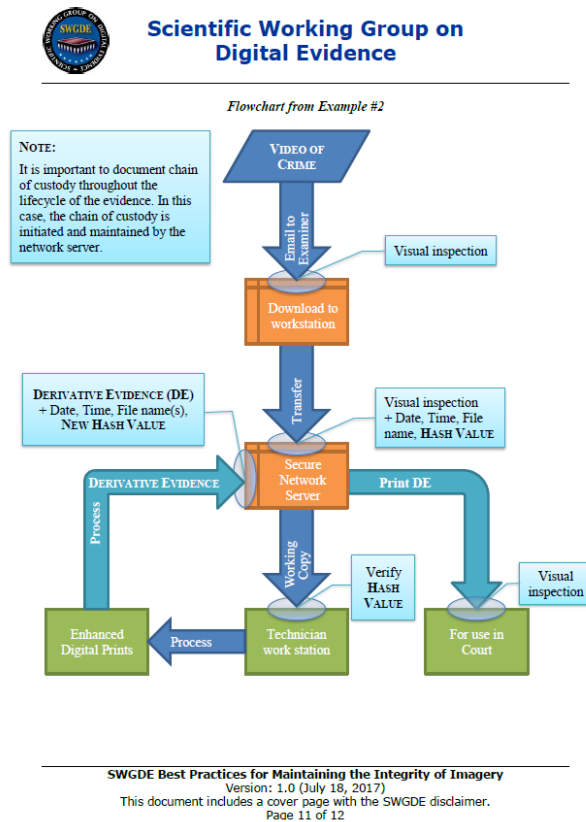 SWGDE
Scientific Working Group on
Digital Evidence
Flowchart from Example #2
NOTE:
It is important to document chain
of custody throughout the
lifecycle of the evidence. In this
case, the chain of custody is
initiated and maintained by the
network server.
VIDEO OF
CRIME
Email to
Examiner
Visual inspection
Download to
workstation
Transfer
DERIVATIVE EVIDENCE (DE)
+ Date, Time, File name(s),
NEW HASH VALUE
Visual inspection
+ Date, Time, File
name, HASH VALUE
Secure
Network
Server
DERIVATIVE EVIDENCE
Print DE
Process
Working
Copy
Verify
HASH
VALUE
Visual
inspection
Enhanced
Digital Prints
Process
Technician
work station
For use in
Court
SWGDE Best Practices for Maintaining the Integrity of Imagery
Version: 1.0 (July 18, 2017)
This document includes a cover page with the SWGDE disclaimer.
Page 11 of 12